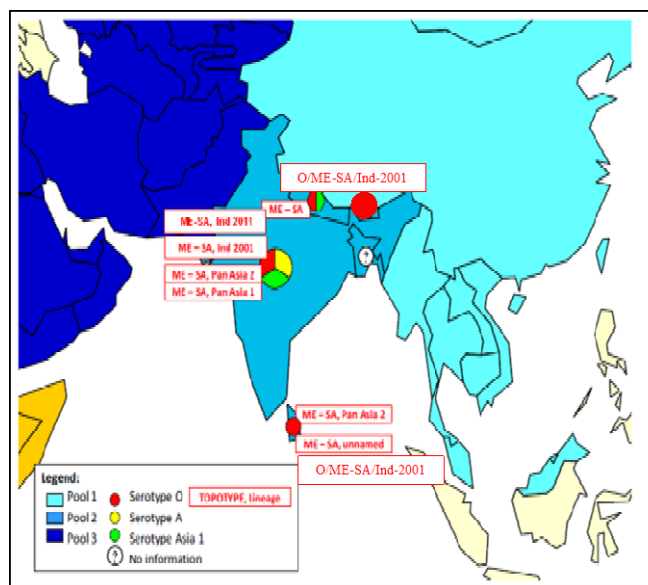 O/ME-SA/Ind-2001
ME – SA
ME-SA, Ind 2011
ME – SA, Ind 2001
ME – SA, Pan Asia 2
ME – SA, Pan Asia 1
?
ME – SA, Pan Asia 2
ME – SA, unnamed
O/ME-SA/Ind-2001
Legend:
Pool 1 Serotype O TOPOTYPE, lineage
Pool 2 Serotype A
Pool 3 Serotype Asia 1
? No information